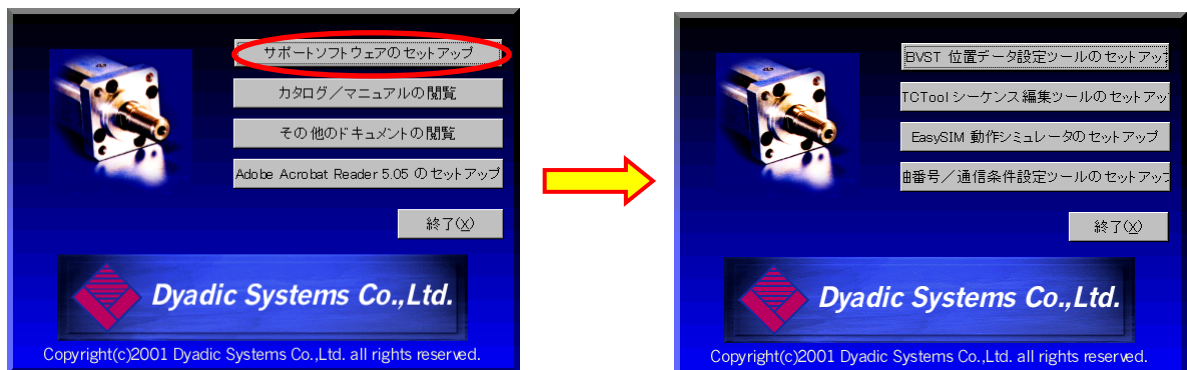 サポートソフトウェアのセットアップ
カタログ／マニュアルの閲覧
その他のドキュメントの閲覧
Adobe Acrobat Reader 5.05 のセットアップ
終了(X)
Dyadic Systems Co.,Ltd.
Copyright(c)2001 Dyadic Systems Co.,Ltd. all rights reserved.
BVST 位置データ設定ツールのセットアッ
TCTool シーケンス編集ツールのセットアッ
EasySIM 動作シミュレータのセットアップ
番号／通信条件設定ツールのセットアッ
終了(X)
Dyadic Systems Co.,Ltd.
Copyright(c)2001 Dyadic Systems Co.,Ltd. all rights reserved.